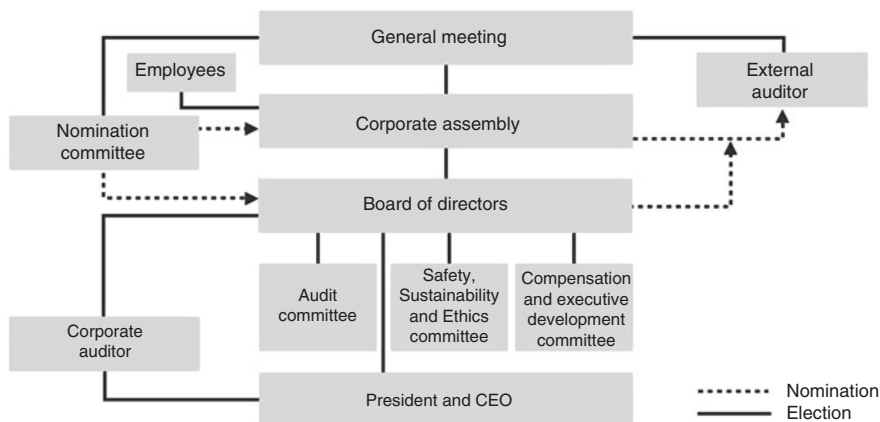 General meeting
Employees
External
auditor
Nomination
committee
Corporate assembly
Board of directors
Audit
committee
Safety,
Sustainability
and Ethics
committee
Compensation
and executive
development
committee
Corporate
auditor
President and CEO
Nomination
Election